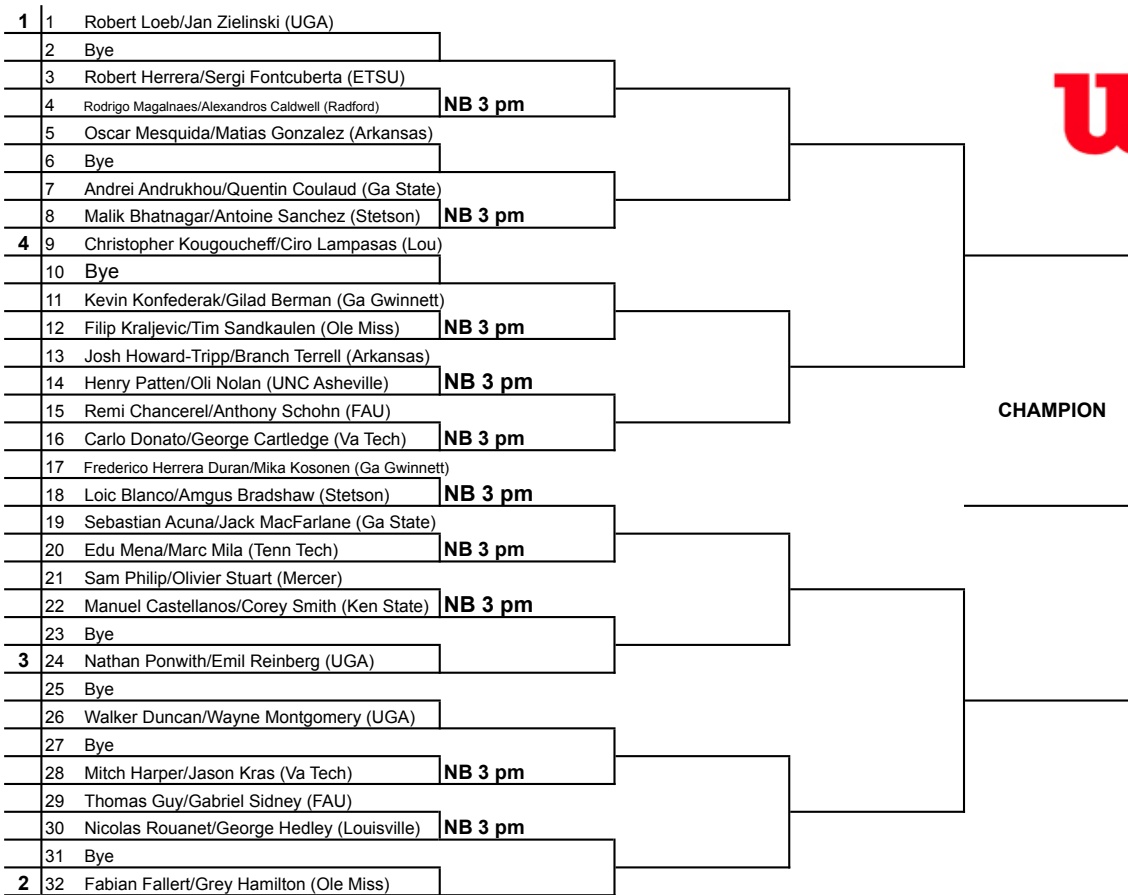 1 1 Robert Loeb/Jan Zielinski (UGA)
2 Bye
3 Robert Herrera/Sergi Fontcuberta (ETSU)
4 Rodrigo Magalnaes/Alexandros Caldwell (Radford) NB 3 pm
5 Oscar Mesquida/Matias Gonzalez (Arkansas)
6 Bye
7 Andrei Andrukhou/Quentin Coulaud (Ga State)
8 Malik Bhatnagar/Antoine Sanchez (Stetson) NB 3 pm
4 9 Christopher Kougoucheff/Ciro Lampasas (Lou)
10 Bye
11 Kevin Konfederak/Gilad Berman (Ga Gwinnett)
12 Filip Kraljevic/Tim Sandkaulen (Ole Miss) NB 3 pm
13 Josh Howard-Tripp/Branch Terrell (Arkansas)
14 Henry Patten/Oli Nolan (UNC Asheville) NB 3 pm
15 Remi Chancerel/Anthony Schohn (FAU)
CHAMPION
16 Carlo Donato/George Cartledge (Va Tech) NB 3 pm
17 Frederico Herrera Duran/Mika Kosonen (Ga Gwinnett)
18 Loic Blanco/Amgus Bradshaw (Stetson) NB 3 pm
19 Sebastian Acuna/Jack MacFarlane (Ga State)
20 Edu Mena/Marc Mila (Tenn Tech) NB 3 pm
21 Sam Philip/Olivier Stuart (Mercer)
22 Manuel Castellanos/Corey Smith (Ken State) NB 3 pm
23 Bye
3 24 Nathan Ponwith/Emil Reinberg (UGA)
25 Bye
26 Walker Duncan/Wayne Montgomery (UGA)
27 Bye
28 Mitch Harper/Jason Kras (Va Tech) NB 3 pm
29 Thomas Guy/Gabriel Sidney (FAU)
30 Nicolas Rouanet/George Hedley (Louisville) NB 3 pm
31 Bye
2 32 Fabian Fallert/Grey Hamilton (Ole Miss)